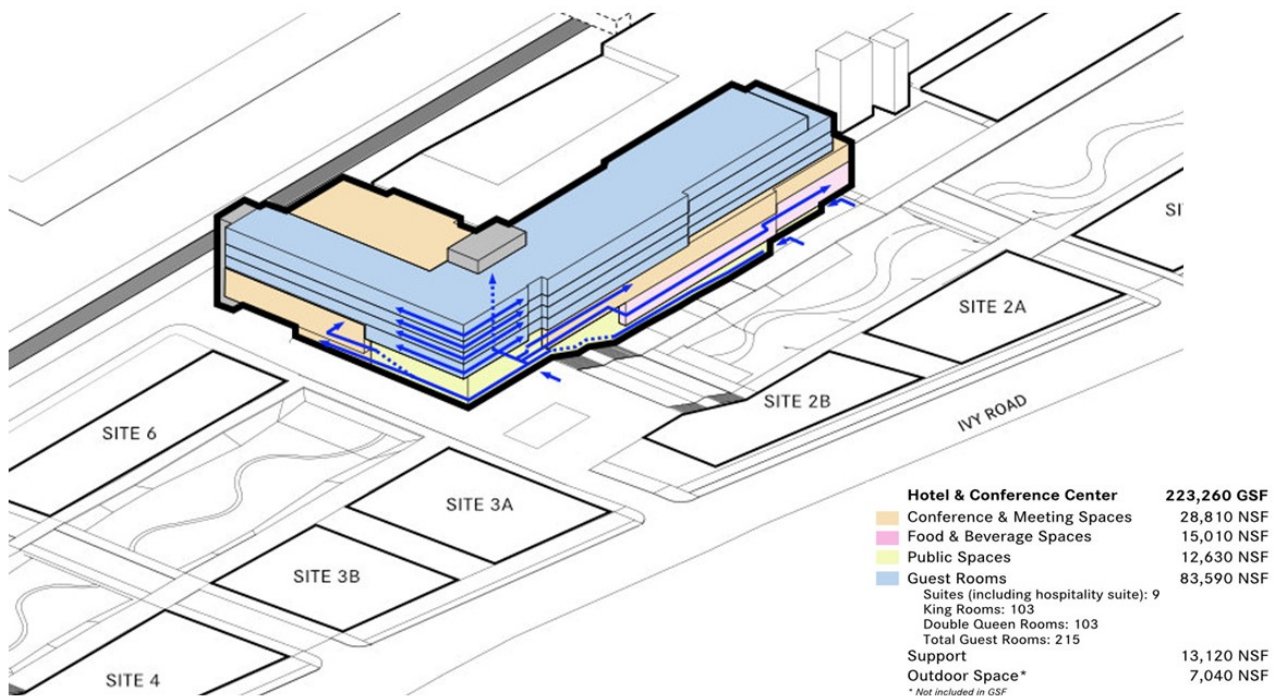 SI
SITE 2A
SITE 2B
IVY ROAD
SITE 6
SITE 3A
SITE 3B
SITE 4
Hotel & Conference Center 223,260 GSF
Conference & Meeting Spaces 28,810 NSF
Food & Beverage Spaces 15,010 NSF
Public Spaces 12,630 NSF
Guest Rooms 83,590 NSF
Suites (including hospitality suite): 9
King Rooms: 103
Double Queen Rooms: 103
Total Guest Rooms: 215
Support 13,120 NSF
Outdoor Space* 7,040 NSF
* Not included in GSF